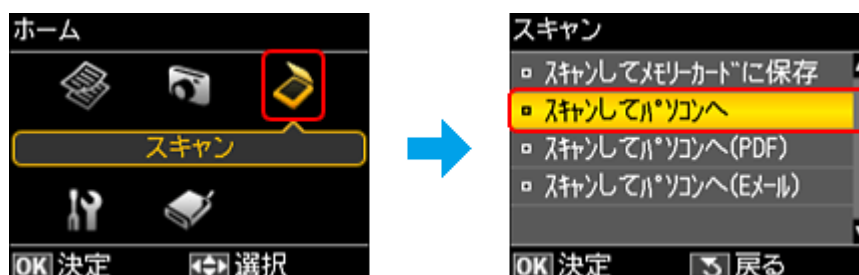 ホーム
スキャン
OK 決定 選択
スキャン
スキャンしてメモリーカードに保存
スキャンしてパソコンへ
スキャンしてパソコンへ(PDF)
スキャンしてパソコンへ(Eメール)
OK 決定 戻る